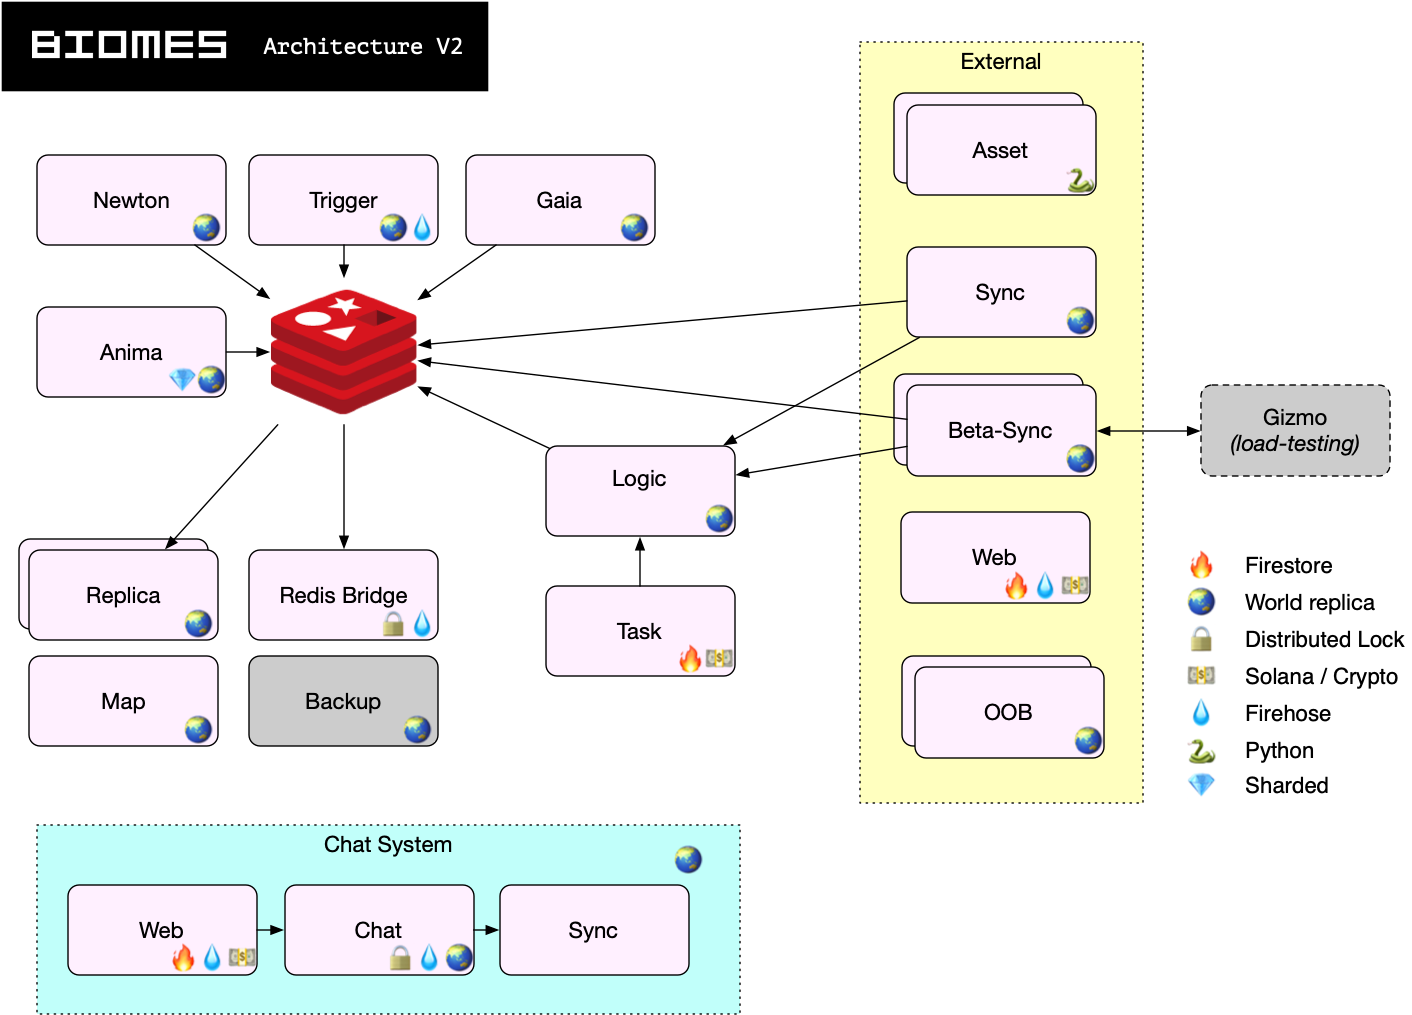 BIOMES Architecture V2
External
Asset
Newton
Trigger
Gaia
Sync
Anima
Beta-Sync
Gizmo
(load-testing)
Logic
Web
Replica
Redis Bridge
Task
Map
Backup
OOB
Firestore
World replica
Distributed Lock
Solana / Crypto
Firehose
Python
Sharded
Chat System
Web
Chat
Sync